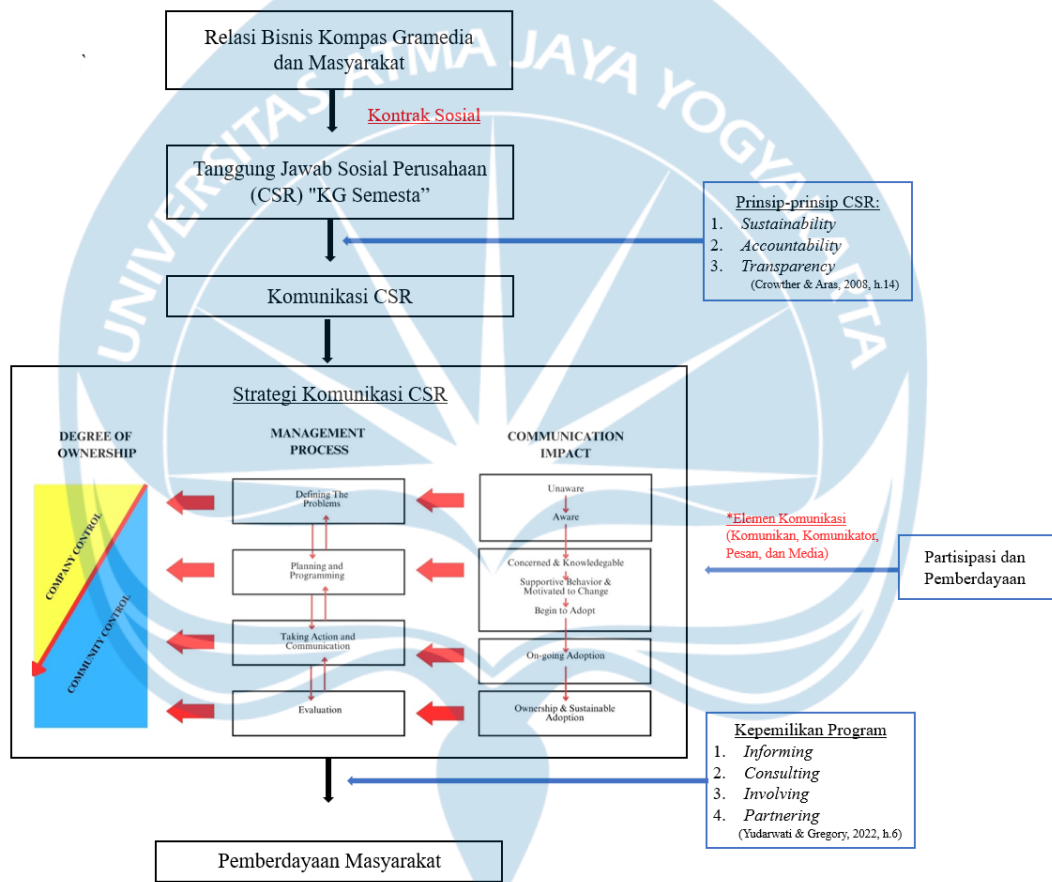 UNIVERSITAS ATMA JAYA YOGYAKARTA
Relasi Bisnis Kompas Gramedia
dan Masyarakat
Kontrak Sosial
Tanggung Jawab Sosial Perusahaan
(CSR) "KG Semesta”
Prinsip-prinsip CSR:
1. Sustainability
2. Accountability
3. Transparency
(Crowther & Aras, 2008, h.14)
Komunikasi CSR
Strategi Komunikasi CSR
DEGREE OF
OWNERSHIP
COMPANY CONTROL
COMMUNITY CONTROL
MANAGEMENT
PROCESS
Defining The
Problems
Planning and
Programming
Taking Action and
Communication
Evaluation
COMMUNICATION
IMPACT
Unaware
Aware
Concerned & Knowledegable
Supportive Behavior &
Motivated to Change
Begin to Adopt
On-going Adoption
Ownership & Sustainable
Adoption
*Elemen Komunikasi
(Komunikan, Komunikator,
Pesan, dan Media)
Partisipasi dan
Pemberdayaan
Kepemilikan Program
1. Informing
2. Consulting
3. Involving
4. Partnering
(Yudarwati & Gregory, 2022, h.6)
Pemberdayaan Masyarakat